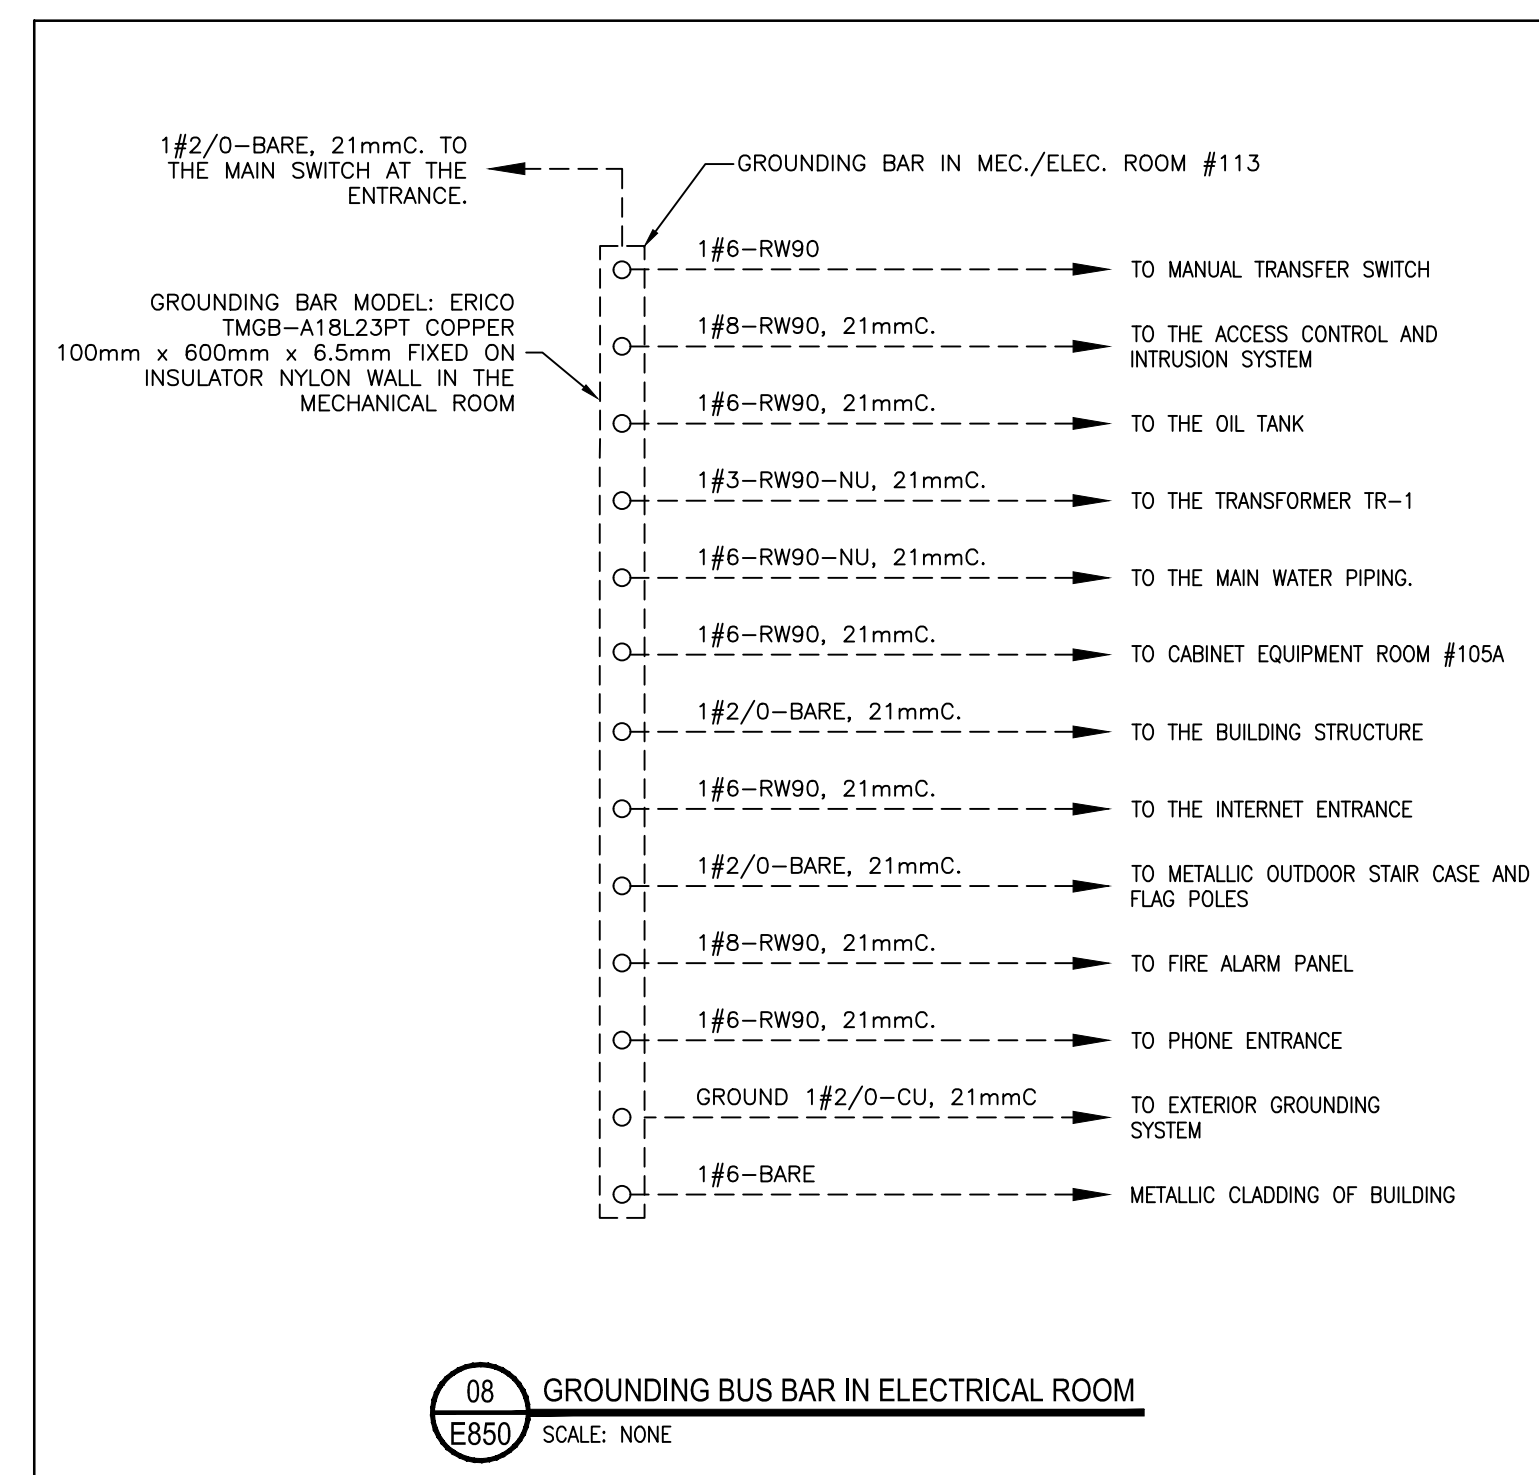 1#2/0-BARE, 21mmC. TO
THE MAIN SWITCH AT THE
ENTRANCE.
GROUNDING BAR IN MEC./ELEC. ROOM #113
GROUNDING BAR MODEL: ERICO
TMGB-A18L23PT COPPER
100mm x 600mm x 6.5mm FIXED ON
INSULATOR NYLON WALL IN THE
MECHANICAL ROOM
1#6-RW90
TO MANUAL TRANSFER SWITCH
1#8-RW90, 21mmC.
TO THE ACCESS CONTROL AND
INTRUSION SYSTEM
1#6-RW90, 21mmC.
TO THE OIL TANK
1#3-RW90-NU, 21mmC.
TO THE TRANSFORMER TR-1
1#6-RW90-NU, 21mmC.
TO THE MAIN WATER PIPING.
1#6-RW90, 21mmC.
TO CABINET EQUIPMENT ROOM #105A
1#2/0-BARE, 21mmC.
TO THE BUILDING STRUCTURE
1#6-RW90, 21mmC.
TO THE INTERNET ENTRANCE
1#2/0-BARE, 21mmC.
TO METALLIC OUTDOOR STAIR CASE AND
FLAG POLES
1#8-RW90, 21mmC.
TO FIRE ALARM PANEL
1#6-RW90, 21mmC.
TO PHONE ENTRANCE
GROUND 1#2/0-CU, 21mmC
TO EXTERIOR GROUNDING
SYSTEM
1#6-BARE
METALLIC CLADDING OF BUILDING
08
E850
GROUNDING BUS BAR IN ELECTRICAL ROOM
SCALE: NONE